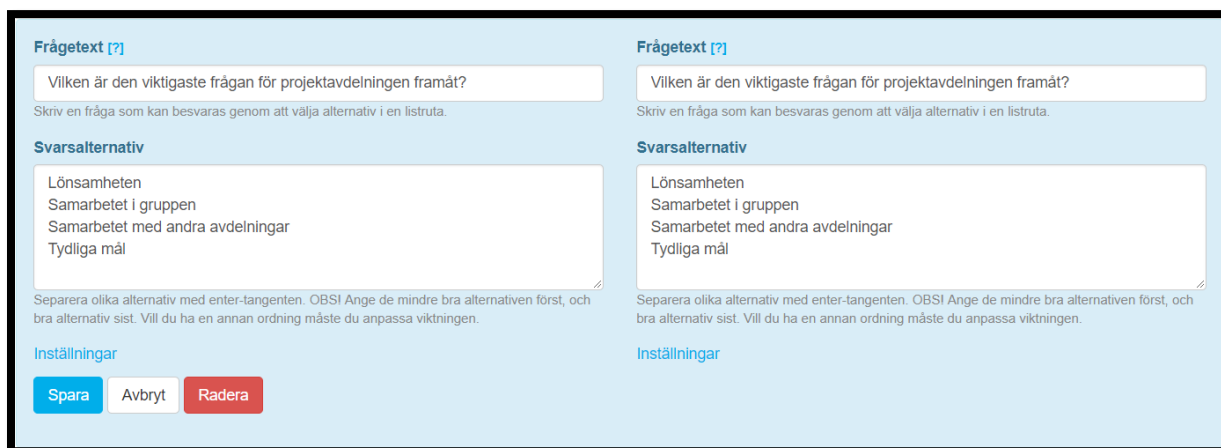 Frågetext [?]
Vilken är den viktigaste frågan för projektavdelningen framåt?
Skriv en fråga som kan besvaras genom att välja alternativ i en listruta.
Svarsalternativ
Lönsamheten
Samarbetet i gruppen
Samarbetet med andra avdelningar
Tydliga mål
Separera olika alternativ med enter-tangenten. OBS! Ange de mindre bra alternativen först, och
bra alternativ sist. Vill du ha en annan ordning måste du anpassa viktningen.
Inställningar
Spara Avbryt Radera
Frågetext [?]
Vilken är den viktigaste frågan för projektavdelningen framåt?
Skriv en fråga som kan besvaras genom att välja alternativ i en listruta.
Svarsalternativ
Lönsamheten
Samarbetet i gruppen
Samarbetet med andra avdelningar
Tydliga mål
Separera olika alternativ med enter-tangenten. OBS! Ange de mindre bra alternativen först, och
bra alternativ sist. Vill du ha en annan ordning måste du anpassa viktningen.
Inställningar